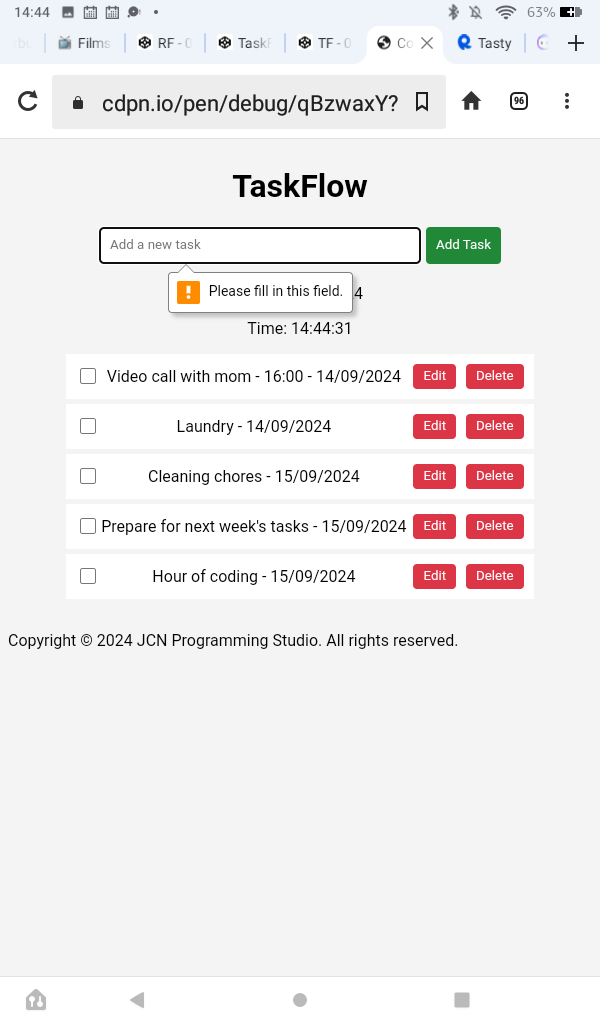 14:44 63%
Films RF - 0 TaskF TF - 0 Co Tasty
cdpn.io/pen/debug/qBzwaxY? 96
TaskFlow
Add a new task Add Task
Please fill in this field. 4
Time: 14:44:31
Video call with mom - 16:00 - 14/09/2024 Edit Delete
Laundry - 14/09/2024 Edit Delete
Cleaning chores - 15/09/2024 Edit Delete
Prepare for next week's tasks - 15/09/2024 Edit Delete
Hour of coding - 15/09/2024 Edit Delete
Copyright © 2024 JCN Programming Studio. All rights reserved.